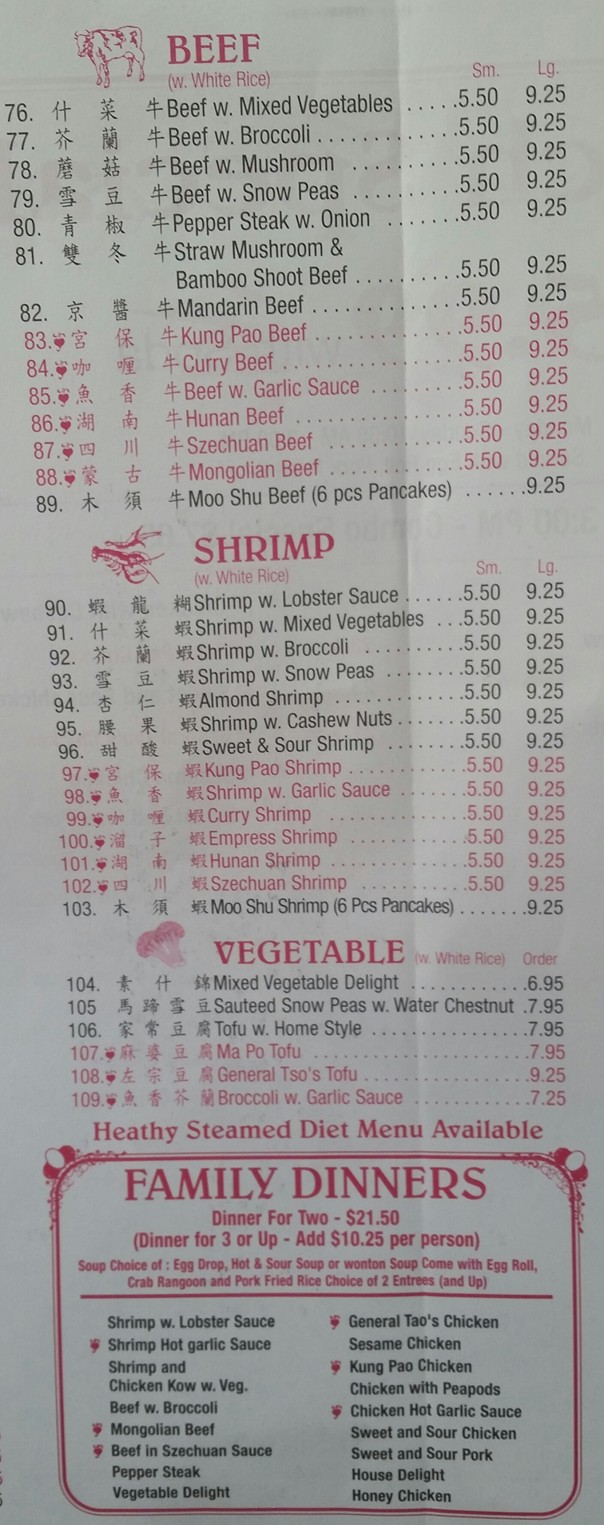 BEEF
(w. White Rice) Sm. Lg.
76. 什菜牛 Beef w. Mixed Vegetables .....5.50 9.25
77. 芥蘭牛 Beef w. Broccoli ..............5.50 9.25
78. 蘑菇牛 Beef w. Mushroom ..........5.50 9.25
79. 雪豆牛 Beef w. Snow Peas ..........5.50 9.25
80. 青椒牛 Pepper Steak w. Onion .......5.50 9.25
81. 雙冬牛 Straw Mushroom &
Bamboo Shoot Beef ..........5.50 9.25
82. 京醬牛 Mandarin Beef ..............5.50 9.25
83. 宮保牛 Kung Pao Beef ..............5.50 9.25
84. 咖喱牛 Curry Beef .................5.50 9.25
85. 魚香牛 Beef w. Garlic Sauce ........5.50 9.25
86. 湖南牛 Hunan Beef ................5.50 9.25
87. 四川牛 Szechuan Beef .............5.50 9.25
88. 蒙古牛 Mongolian Beef .............5.50 9.25
89. 木須牛 Moo Shu Beef (6 pcs Pancakes) ......9.25
SHRIMP
(w. White Rice) Sm. Lg.
90. 蝦龍糊 Shrimp w. Lobster Sauce ......5.50 9.25
91. 什菜蝦 Shrimp w. Mixed Vegetables ...5.50 9.25
92. 芥蘭蝦 Shrimp w. Broccoli ..........5.50 9.25
93. 雪豆蝦 Shrimp w. Snow Peas ........5.50 9.25
94. 杏仁蝦 Almond Shrimp .............5.50 9.25
95. 腰果蝦 Shrimp w. Cashew Nuts ......5.50 9.25
96. 甜酸蝦 Sweet & Sour Shrimp ........5.50 9.25
97. 宮保蝦 Kung Pao Shrimp ...........5.50 9.25
98. 魚香蝦 Shrimp w. Garlic Sauce .......5.50 9.25
99. 咖喱蝦 Curry Shrimp ..............5.50 9.25
100. 溜子蝦 Empress Shrimp ............5.50 9.25
101. 湖南蝦 Hunan Shrimp ..............5.50 9.25
102. 四川蝦 Szechuan Shrimp ...........5.50 9.25
103. 木須蝦 Moo Shu Shrimp (6 Pcs Pancakes) .......9.25
VEGETABLE (w. White Rice) Order
104. 素什錦 Mixed Vegetable Delight ............6.95
105 馬蹄雪豆 Sauteed Snow Peas w. Water Chestnut .7.95
106. 家常豆腐 Tofu w. Home Style ................7.95
107. 麻婆豆腐 Ma Po Tofu ......................7.95
108. 左宗豆腐 General Tso's Tofu .................9.25
109. 魚香芥蘭 Broccoli w. Garlic Sauce ............7.25
Heathy Steamed Diet Menu Available
FAMILY DINNERS
Dinner For Two - $21.50
(Dinner for 3 or Up - Add $10.25 per person)
Soup Choice of : Egg Drop, Hot & Sour Soup or wonton Soup Come with Egg Roll,
Crab Rangoon and Pork Fried Rice Choice of 2 Entrees (and Up)
Shrimp w. Lobster Sauce
Shrimp Hot garlic Sauce
Shrimp and
Chicken Kow w. Veg.
Beef w. Broccoli
Mongolian Beef
Beef in Szechuan Sauce
Pepper Steak
Vegetable Delight
General Tao's Chicken
Sesame Chicken
Kung Pao Chicken
Chicken with Peapods
Chicken Hot Garlic Sauce
Sweet and Sour Chicken
Sweet and Sour Pork
House Delight
Honey Chicken